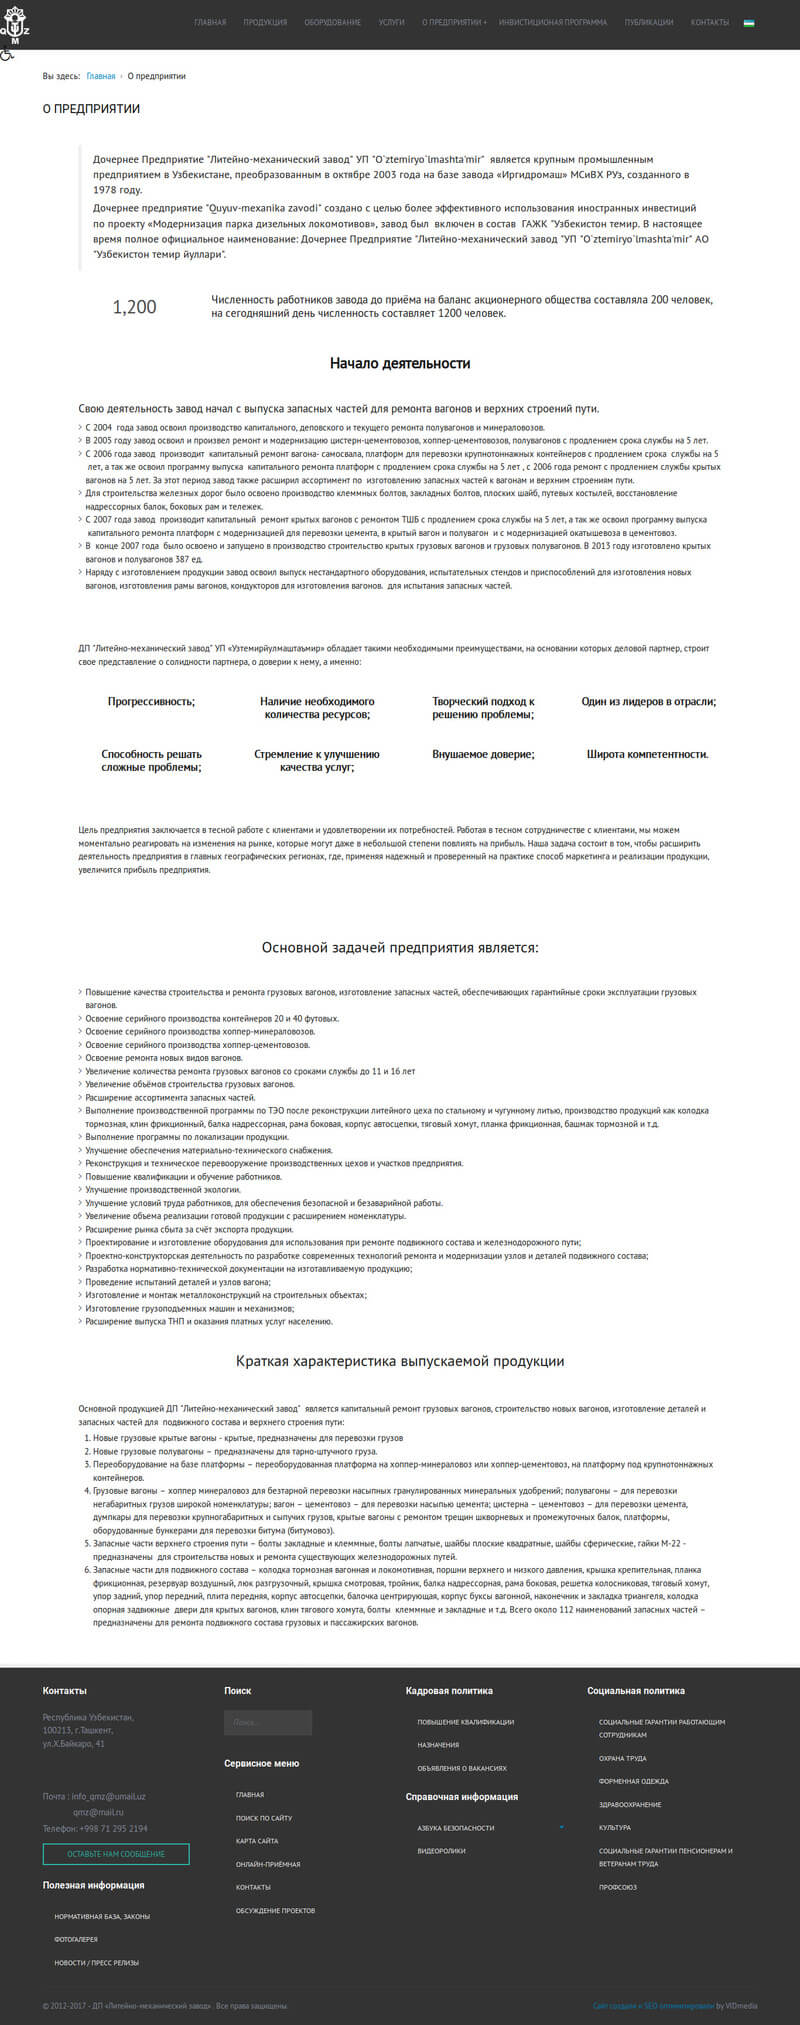 QMZ
ГЛАВНАЯ ПРОДУКЦИЯ ОБОРУДОВАНИЕ УСЛУГИ О ПРЕДПРИЯТИИ + ИНВЕСТИЦИОНАЯ ПРОГРАММА ПУБЛИКАЦИИ КОНТАКТЫ
Вы здесь: Главная › О предприятии
О ПРЕДПРИЯТИИ
Дочернее Предприятие "Литейно-механический завод" УП "O`ztemiryo`lmashta'mir" является крупным промышленным
предприятием в Узбекистане, преобразованным в октябре 2003 года на базе завода «Иргидромаш» МСиВХ РУз, созданного в
1978 году.
Дочернее предприятие "Quyuv-mexanika zavodi" создано с целью более эффективного использования иностранных инвестиций
по проекту «Модернизация парка дизельных локомотивов», завод был включен в состав ГАЖК "Узбекистон темир. В настоящее
время полное официальное наименование: Дочернее Предприятие "Литейно-механический завод "УП "O`ztemiryo`lmashta'mir" АО
"Узбекистон темир йуллари".
1,200
Численность работников завода до приёма на баланс акционерного общества составляла 200 человек,
на сегодняшний день численность составляет 1200 человек.
Начало деятельности
Свою деятельность завод начал с выпуска запасных частей для ремонта вагонов и верхних строений пути.
С 2004 года завод освоил производство капитального, деповского и текущего ремонта полувагонов и минераловозов.
В 2005 году завод освоил и произвел ремонт и модернизацию цистерн-цементовозов, хоппер-цементовозов, полувагонов с продлением срока службы на 5 лет.
С 2006 года завод производит капитальный ремонт вагона- самосвала, платформ для перевозки крупнотоннажных контейнеров с продлением срока службы на 5
лет, а так же освоил программу выпуска капитального ремонта платформ с продлением срока службы на 5 лет , с 2006 года ремонт с продлением службы крытых
вагонов на 5 лет. За этот период завод также расширил ассортимент по изготовлению запасных частей к вагонам и верхним строениям пути.
Для строительства железных дорог было освоено производство клеммных болтов, закладных болтов, плоских шайб, путевых костылей, восстановление
надрессорных балок, боковых рам и тележек.
С 2007 года завод производит капитальный ремонт крытых вагонов с ремонтом ТШБ с продлением срока службы на 5 лет, а так же освоил программу выпуска
капитального ремонта платформ с модернизацией для перевозки цемента, в крытый вагон и полувагон и с модернизацией окатышевоза в цементовоз.
В конце 2007 года было освоено и запущено в производство строительство крытых грузовых вагонов и грузовых полувагонов. В 2013 году изготовлено крытых
вагонов и полувагонов 387 ед.
Наряду с изготовлением продукции завод освоил выпуск нестандартного оборудования, испытательных стендов и приспособлений для изготовления новых
вагонов, изготовления рамы вагонов, кондукторов для изготовления вагонов. для испытания запасных частей.
ДП "Литейно-механический завод" УП «Узтемирйулмаштаъмир» обладает такими необходимыми преимуществами, на основании которых деловой партнер, строит
свое представление о солидности партнера, о доверии к нему, а именно:
Прогрессивность; Наличие необходимого Творческий подход к Один из лидеров в отрасли;
количества ресурсов; решению проблемы;
Способность решать Стремление к улучшению Внушаемое доверие; Широта компетентности.
сложные проблемы; качества услуг;
Цель предприятия заключается в тесной работе с клиентами и удовлетворении их потребностей. Работая в тесном сотрудничестве с клиентами, мы можем
моментально реагировать на изменения на рынке, которые могут даже в небольшой степени повлиять на прибыль. Наша задача состоит в том, чтобы расширить
деятельность предприятия в главных географических регионах, где, применяя надежный и проверенный на практике способ маркетинга и реализации продукции,
увеличится прибыль предприятия.
Основной задачей предприятия является:
Повышение качества строительства и ремонта грузовых вагонов, изготовление запасных частей, обеспечивающих гарантийные сроки эксплуатации грузовых
вагонов.
Освоение серийного производства контейнеров 20 и 40 футовых.
Освоение серийного производства хоппер-минераловозов.
Освоение серийного производства хоппер-цементовозов.
Освоение ремонта новых видов вагонов.
Увеличение количества ремонта грузовых вагонов со сроками службы до 11 и 16 лет
Увеличение объёмов строительства грузовых вагонов.
Расширение ассортимента запасных частей.
Выполнение производственной программы по ТЭО после реконструкции литейного цеха по стальному и чугунному литью, производство продукций как колодка
тормозная, клин фрикционный, балка надрессорная, рама боковая, корпус автосцепки, тяговый хомут, планка фрикционная, башмак тормозной и т.д.
Выполнение программы по локализации продукции.
Улучшение обеспечения материально-технического снабжения.
Реконструкция и техническое перевооружение производственных цехов и участков предприятия.
Повышение квалификации и обучение работников.
Улучшение производственной экологии.
Улучшение условий труда работников, для обеспечения безопасной и безаварийной работы.
Увеличение объема реализации готовой продукции с расширением номенклатуры.
Расширение рынка сбыта за счёт экспорта продукции.
Проектирование и изготовление оборудования для использования при ремонте подвижного состава и железнодорожного пути;
Проектно-конструкторская деятельность по разработке современных технологий ремонта и модернизации узлов и деталей подвижного состава;
Разработка нормативно-технической документации на изготавливаемую продукцию;
Проведение испытаний деталей и узлов вагона;
Изготовление и монтаж металлоконструкций на строительных объектах;
Изготовление грузоподъемных машин и механизмов;
Расширение выпуска ТНП и оказания платных услуг населению.
Краткая характеристика выпускаемой продукции
Основной продукцией ДП "Литейно-механический завод" является капитальный ремонт грузовых вагонов, строительство новых вагонов, изготовление деталей и
запасных частей для подвижного состава и верхнего строения пути:
1. Новые грузовые крытые вагоны - крытые, предназначены для перевозки грузов
2. Новые грузовые полувагоны – предназначены для тарно-штучного груза.
3. Переоборудование на базе платформы – переоборудованная платформа на хоппер-минераловоз или хоппер-цементовоз, на платформу под крупнотоннажных
контейнеров.
4. Грузовые вагоны – хоппер минераловоз для безтарной перевозки насыпных гранулированных минеральных удобрений; полувагоны – для перевозки
негабаритных грузов широкой номенклатуры; вагон – цементовоз – для перевозки насыпью цемента; цистерна – цементовоз – для перевозки цемента,
думпкары для перевозки крупногабаритных и сыпучих грузов, крытые вагоны с ремонтом трещин шкворневых и промежуточных балок, платформы,
оборудованные бункерами для перевозки битума (битумовоз).
5. Запасные части верхнего строения пути – болты закладные и клеммные, болты лапчатые, шайбы плоские квадратные, шайбы сферические, гайки М-22 -
предназначены для строительства новых и ремонта существующих железнодорожных путей.
6. Запасные части для подвижного состава – колодка тормозная вагонная и локомотивная, поршни верхнего и низкого давления, крышка крепительная, планка
фрикционная, резервуар воздушный, люк разгрузочный, крышка смотровая, тройник, балка надрессорная, рама боковая, решетка колосниковая, тяговый хомут,
упор задний, упор передний, плита передняя, корпус автосцепки, балочка центрирующая, корпус буксы вагонной, наконечник и закладка триангеля, колодка
опорная задвижные двери для крытых вагонов, клин тягового хомута, болты клеммные и закладные и т.д. Всего около 112 наименований запасных частей –
предназначены для ремонта подвижного состава грузовых и пассажирских вагонов.
Контакты
Республика Узбекистан,
100213, г.Ташкент,
ул.Х.Байкаро, 41
Почта : info_qmz@umail.uz
qmz@mail.ru
Телефон: +998 71 295 2194
ОСТАВЬТЕ НАМ СООБЩЕНИЕ
Полезная информация
НОРМАТИВНАЯ БАЗА, ЗАКОНЫ
ФОТОГАЛЕРЕЯ
НОВОСТИ / ПРЕСС РЕЛИЗЫ
Поиск
Поиск...
Сервисное меню
ГЛАВНАЯ
ПОИСК ПО САЙТУ
КАРТА САЙТА
ОНЛАЙН-ПРИЁМНАЯ
КОНТАКТЫ
ОБСУЖДЕНИЕ ПРОЕКТОВ
Кадровая политика
ПОВЫШЕНИЕ КВАЛИФИКАЦИИ
НАЗНАЧЕНИЯ
ОБЪЯВЛЕНИЯ О ВАКАНСИЯХ
Справочная информация
АЗБУКА БЕЗОПАСНОСТИ
ВИДЕОРОЛИКИ
Социальная политика
СОЦИАЛЬНЫЕ ГАРАНТИИ РАБОТАЮЩИМ
СОТРУДНИКАМ
ОХРАНА ТРУДА
ФОРМЕННАЯ ОДЕЖДА
ЗДРАВООХРАНЕНИЕ
КУЛЬТУРА
СОЦИАЛЬНЫЕ ГАРАНТИИ ПЕНСИОНЕРАМ И
ВЕТЕРАНАМ ТРУДА
ПРОФСОЮЗ
© 2012-2017 - ДП «Литейно-механический завод» . Все права защищены.
Сайт создали и SEO оптимизировали by VIDmedia